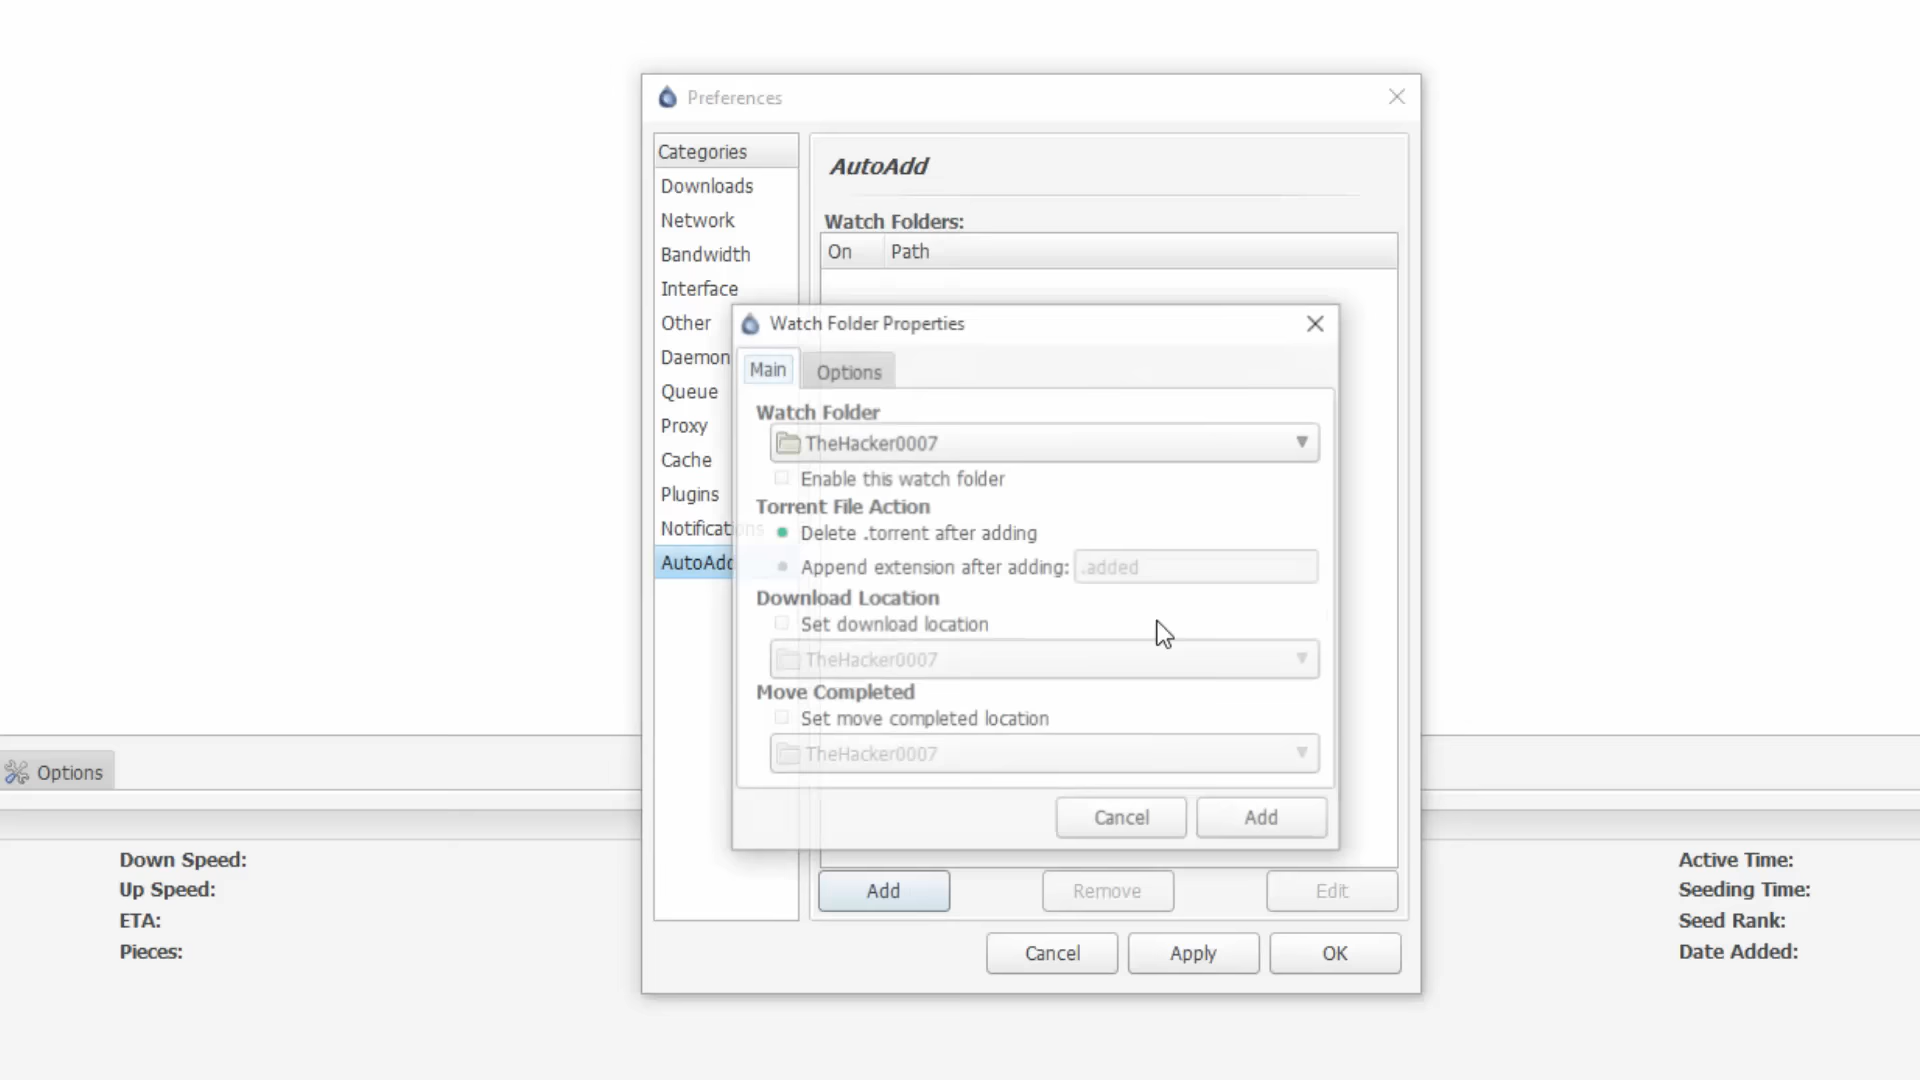 Preferences
Categories
Downloads
Network
Bandwidth
Interface
Other
Daemon
Queue
Proxy
Cache
Plugins
Notifications
AutoAdd
AutoAdd
Watch Folders:
On Path
Watch Folder Properties
Main Options
Watch Folder
TheHacker0007
Enable this watch folder
Torrent File Action
Delete .torrent after adding
Append extension after adding: .added
Download Location
Set download location
TheHacker0007
Move Completed
Set move completed location
TheHacker0007
Cancel Add
Add Remove Edit
Cancel Apply OK
Options
Down Speed:
Up Speed:
ETA:
Pieces:
Active Time:
Seeding Time:
Seed Rank:
Date Added: